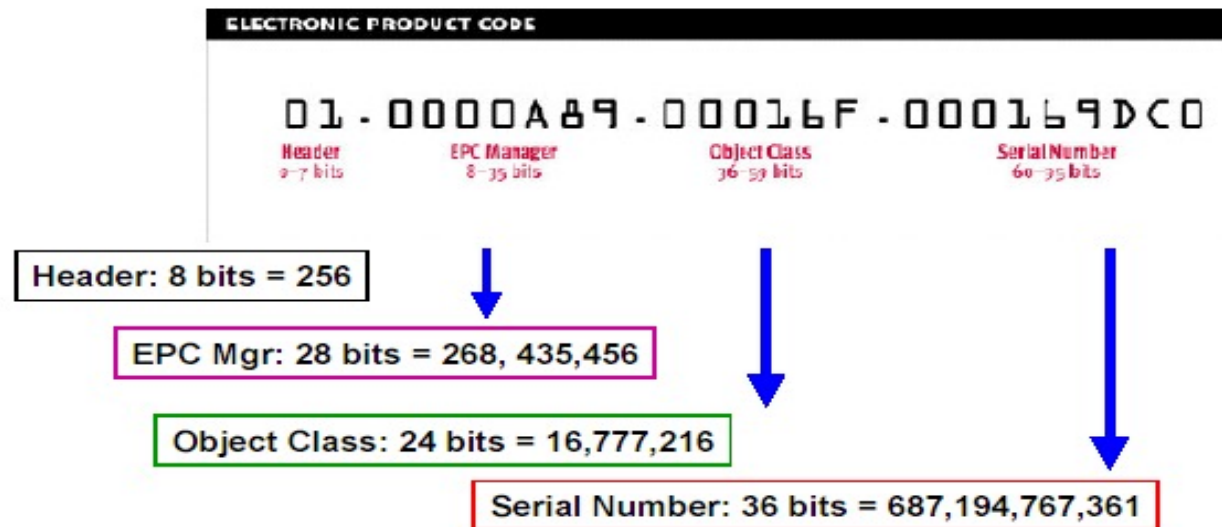 ELECTRONIC PRODUCT CODE
01-0000A89-00016F-000169DC0
Header EPC Manager Object Class Serial Number
0-7 bits 8-35 bits 36-59 bits 60-95 bits
Header: 8 bits = 256
EPC Mgr: 28 bits = 268, 435,456
Object Class: 24 bits = 16,777,216
Serial Number: 36 bits = 687,194,767,361